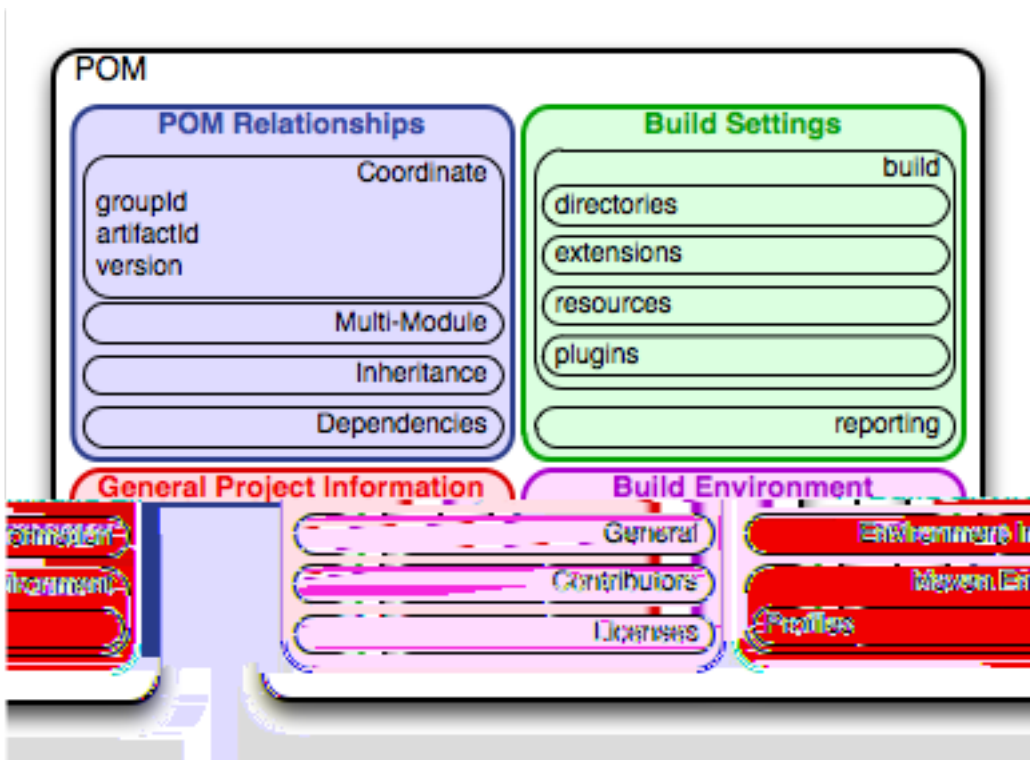 POM
POM Relationships
Coordinate
groupId
artifactId
version
Multi-Module
Inheritance
Dependencies
Build Settings
build
directories
extensions
resources
plugins
reporting
General Project Information
General
Contributors
Licenses
Build Environment
Profiles